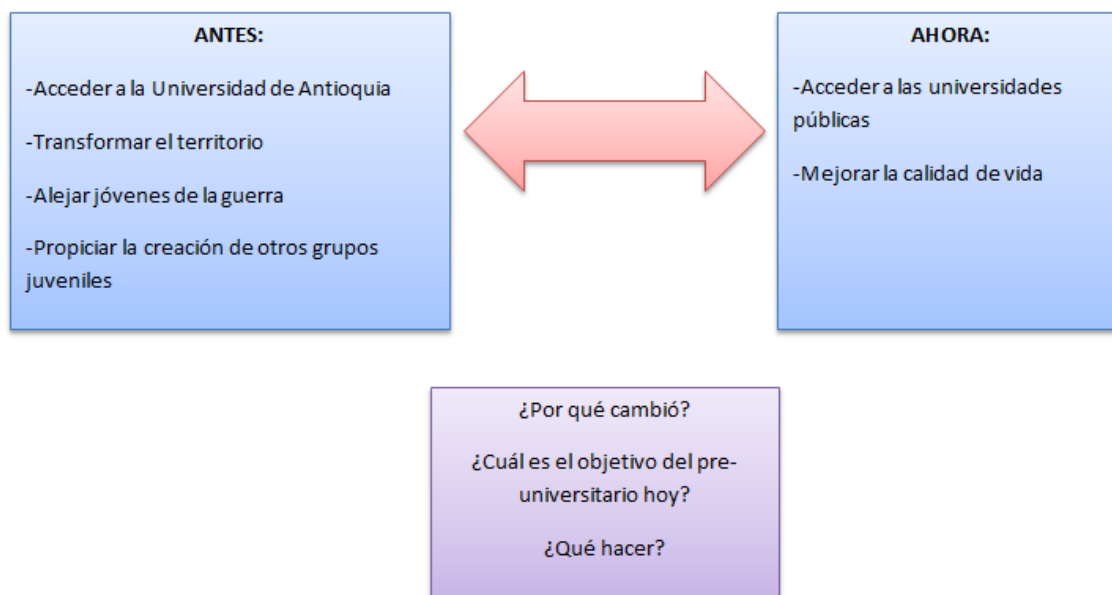 ANTES:
-Acceder a la Universidad de Antioquia
-Transformar el territorio
-Alejar jóvenes de la guerra
-Propiciar la creación de otros grupos
juveniles
AHORA:
-Acceder a las universidades
públicas
-Mejorar la calidad de vida
¿Por qué cambió?
¿Cuál es el objetivo del pre-
universitario hoy?
¿Qué hacer?